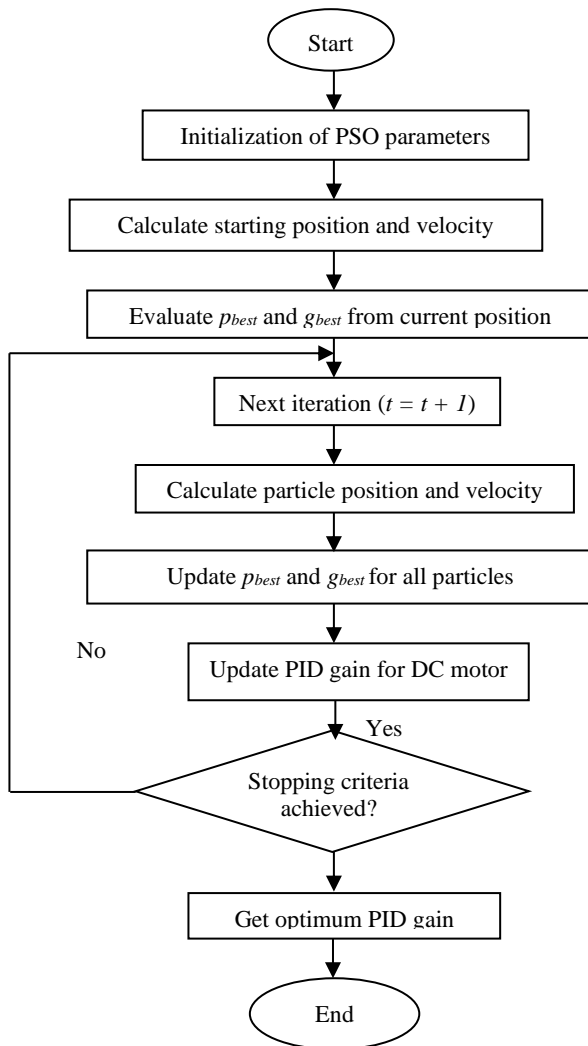 Start
Initialization of PSO parameters
Calculate starting position and velocity
Evaluate pbest and gbest from current position
Next iteration (t = t + 1)
Calculate particle position and velocity
Update pbest and gbest for all particles
No
Update PID gain for DC motor
Yes
Stopping criteria
achieved?
Get optimum PID gain
End